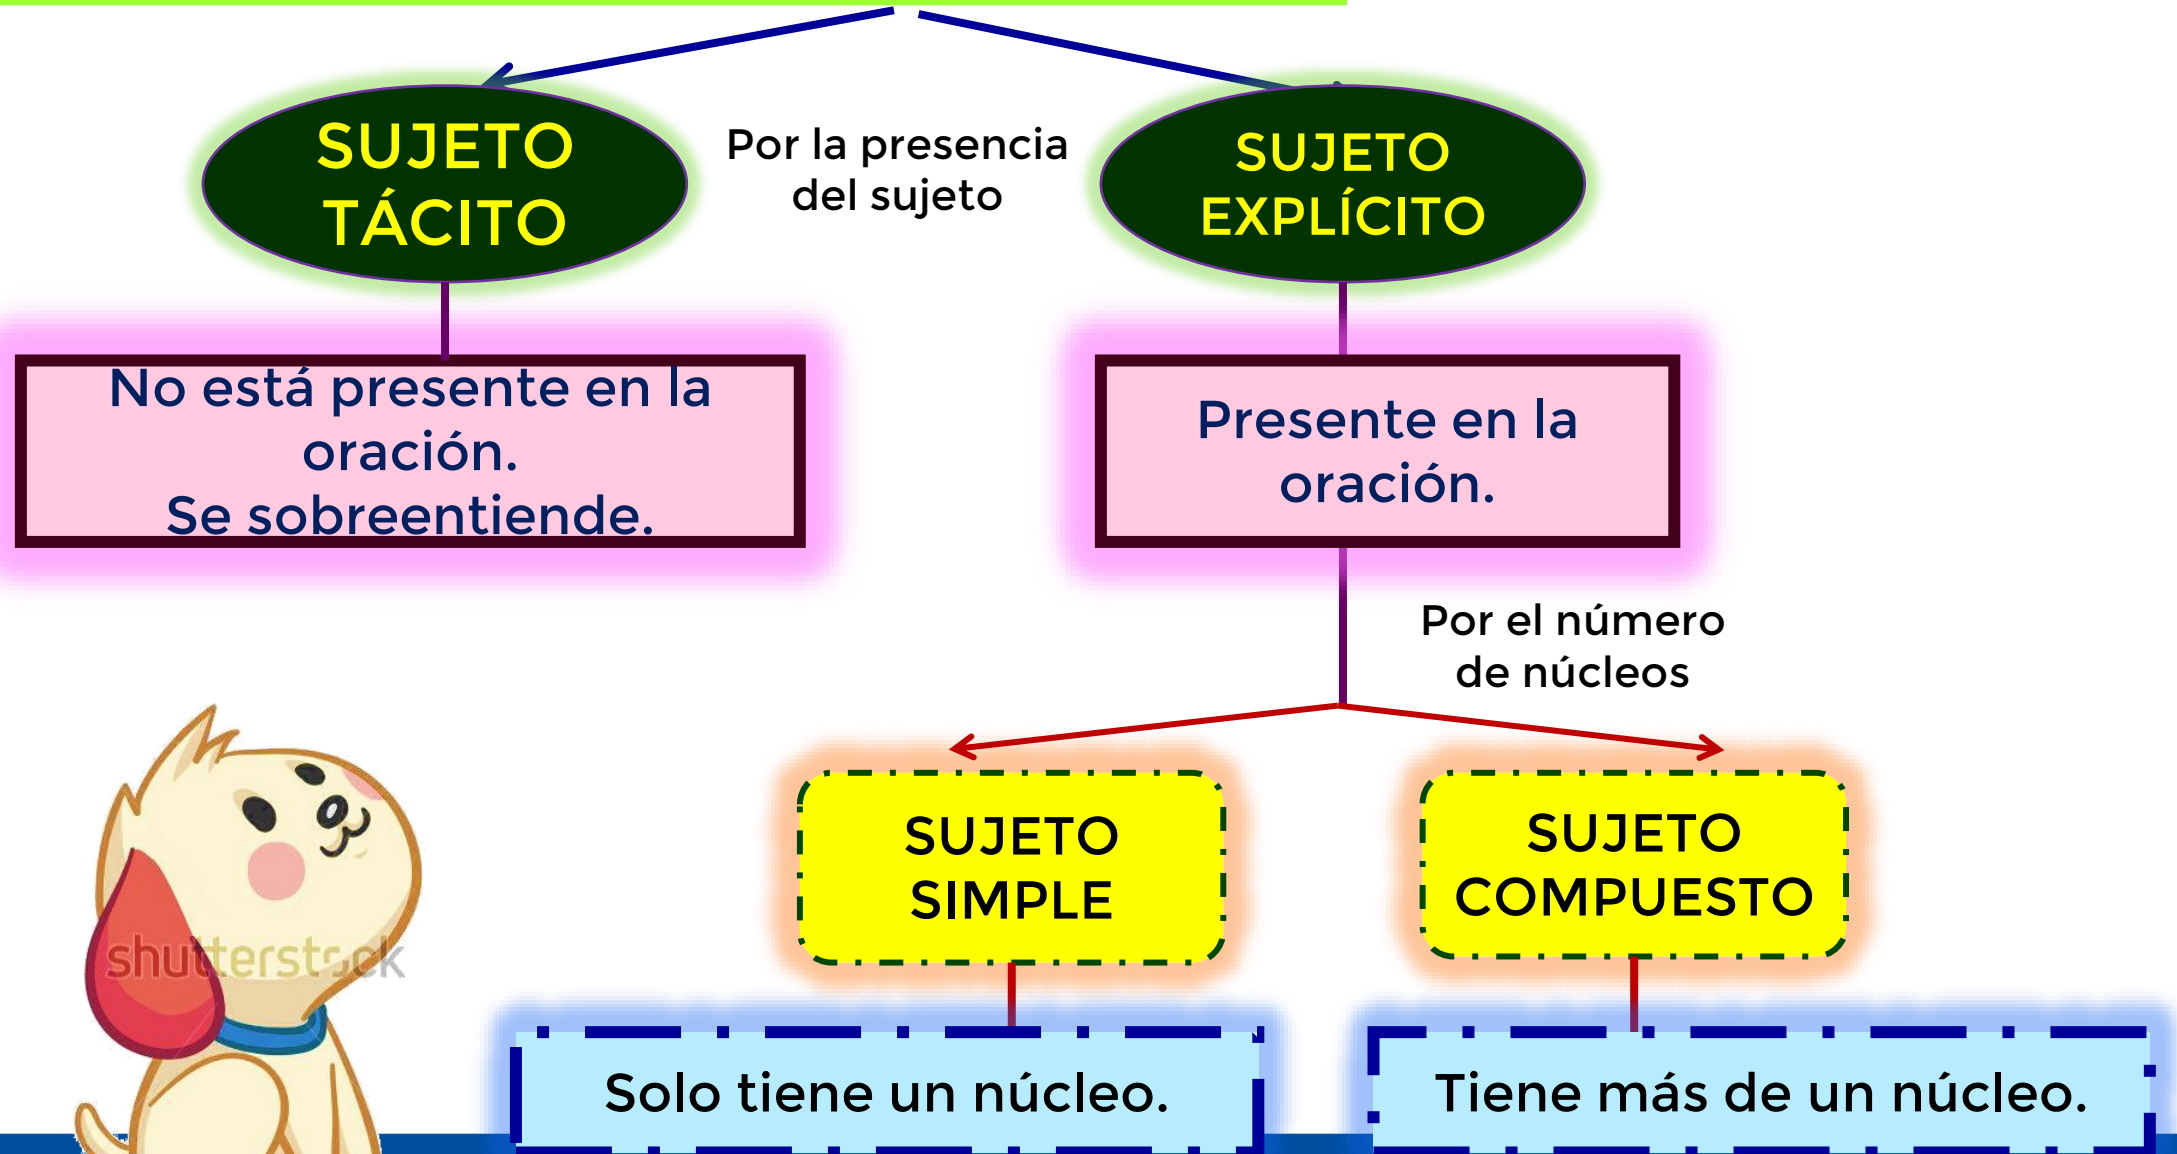 SUJETO
TÁCITO
Por la presencia
del sujeto
SUJETO
EXPLÍCITO
No está presente en la
oración.
Se sobreentiende.
Presente en la
oración.
Por el número
de núcleos
SUJETO
SIMPLE
SUJETO
COMPUESTO
shutterstock
Solo tiene un núcleo.
Tiene más de un núcleo.